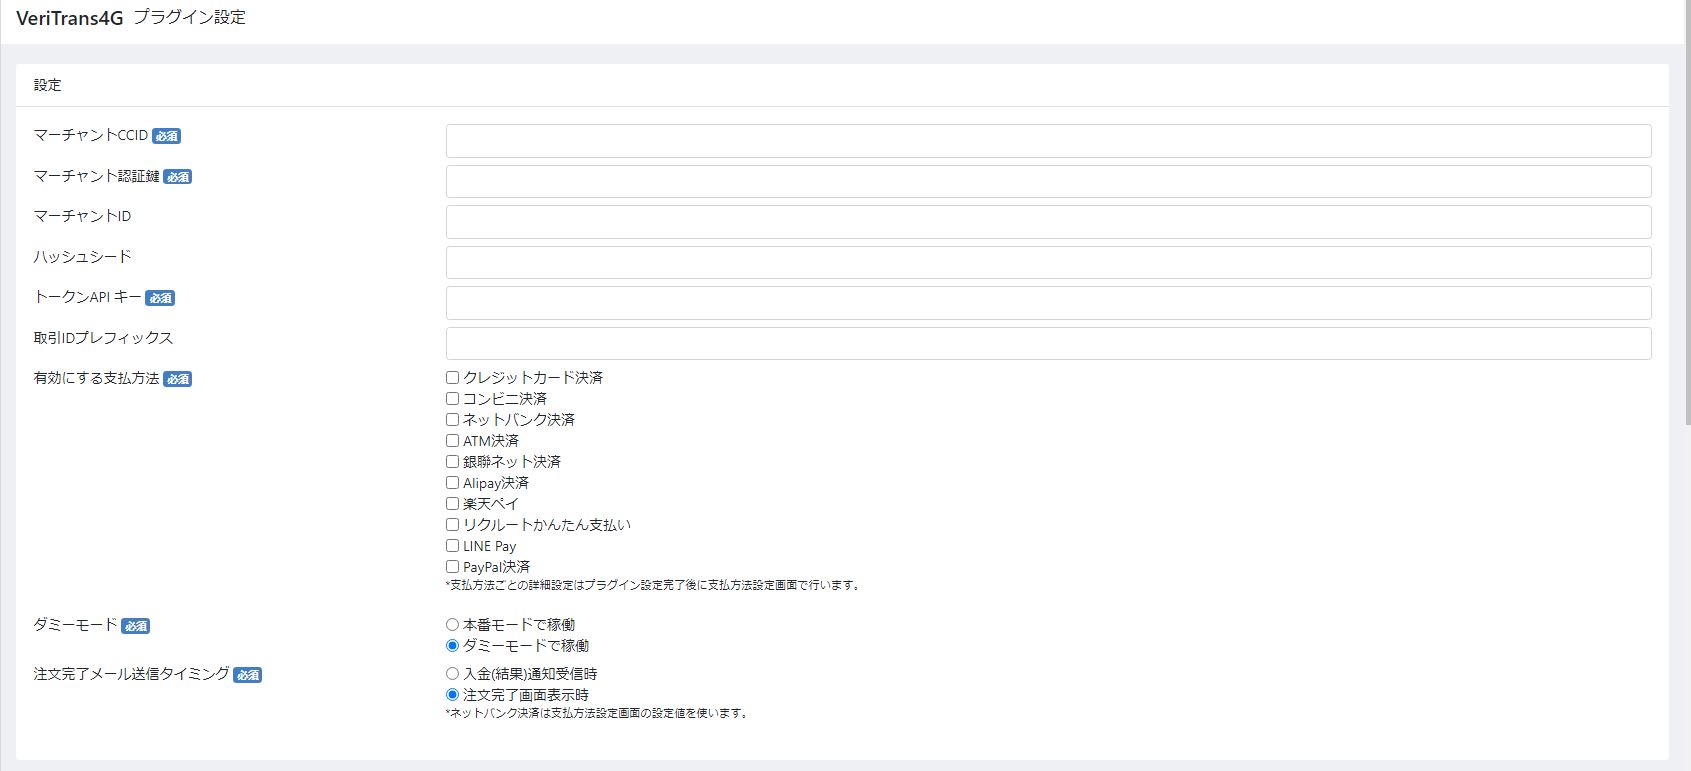 VeriTrans4G プラグイン設定
設定
マーチャントCCID 必須
マーチャント認証鍵 必須
マーチャントID
ハッシュシード
トークンAPI キー 必須
取引IDプレフィックス
有効にする支払方法 必須
クレジットカード決済
コンビニ決済
ネットバンク決済
ATM決済
銀聯ネット決済
Alipay決済
楽天ペイ
リクルートかんたん支払い
LINE Pay
PayPal決済
*支払方法ごとの詳細設定はプラグイン設定完了後に支払方法設定画面で行います。
ダミーモード 必須
本番モードで稼働
ダミーモードで稼働
注文完了メール送信タイミング 必須
入金(結果)通知受信時
注文完了画面表示時
*ネットバンク決済は支払方法設定画面の設定値を使います。